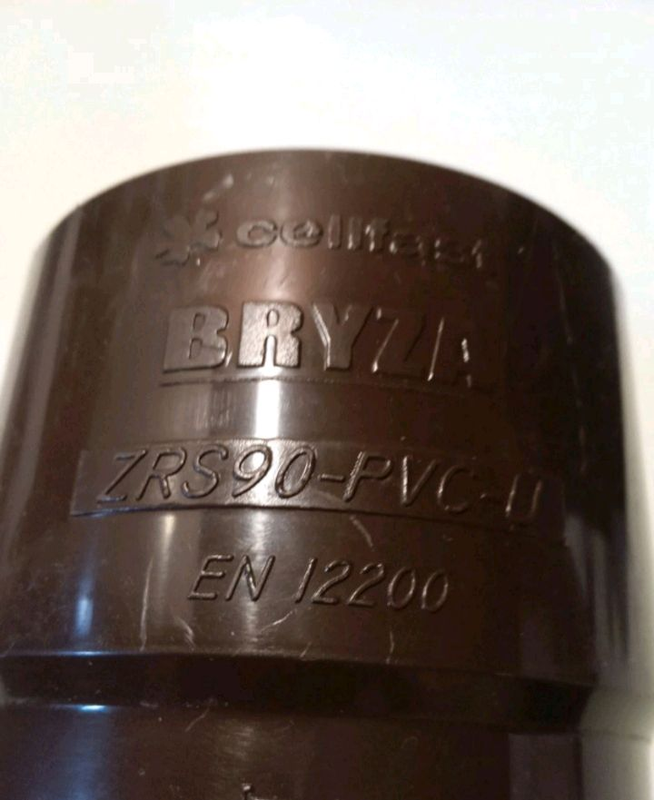 cellfast
BRYZA
ZRS90-PVC-U
EN 12200